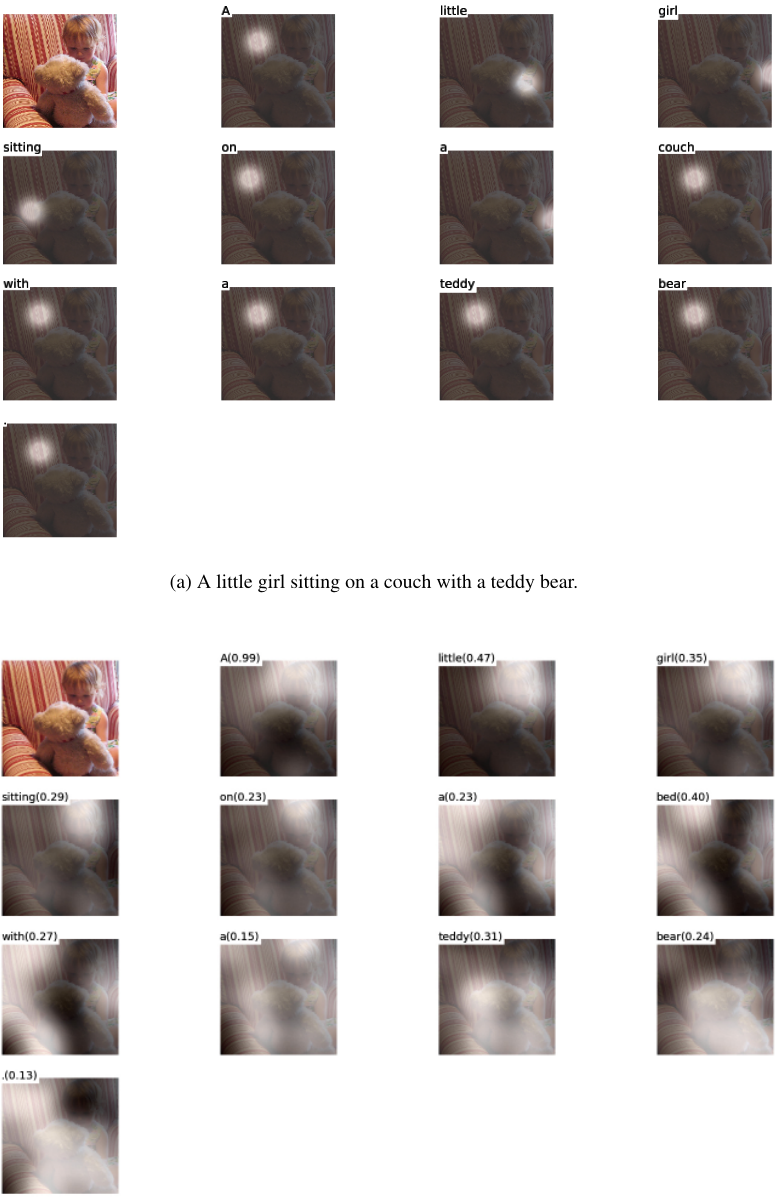 A little girl
sitting on a couch
with a teddy bear
.
(a) A little girl sitting on a couch with a teddy bear.
A(0.99) little(0.47) girl(0.35)
sitting(0.29) on(0.23) a(0.23) bed(0.40)
with(0.27) a(0.15) teddy(0.31) bear(0.24)
.(0.13)